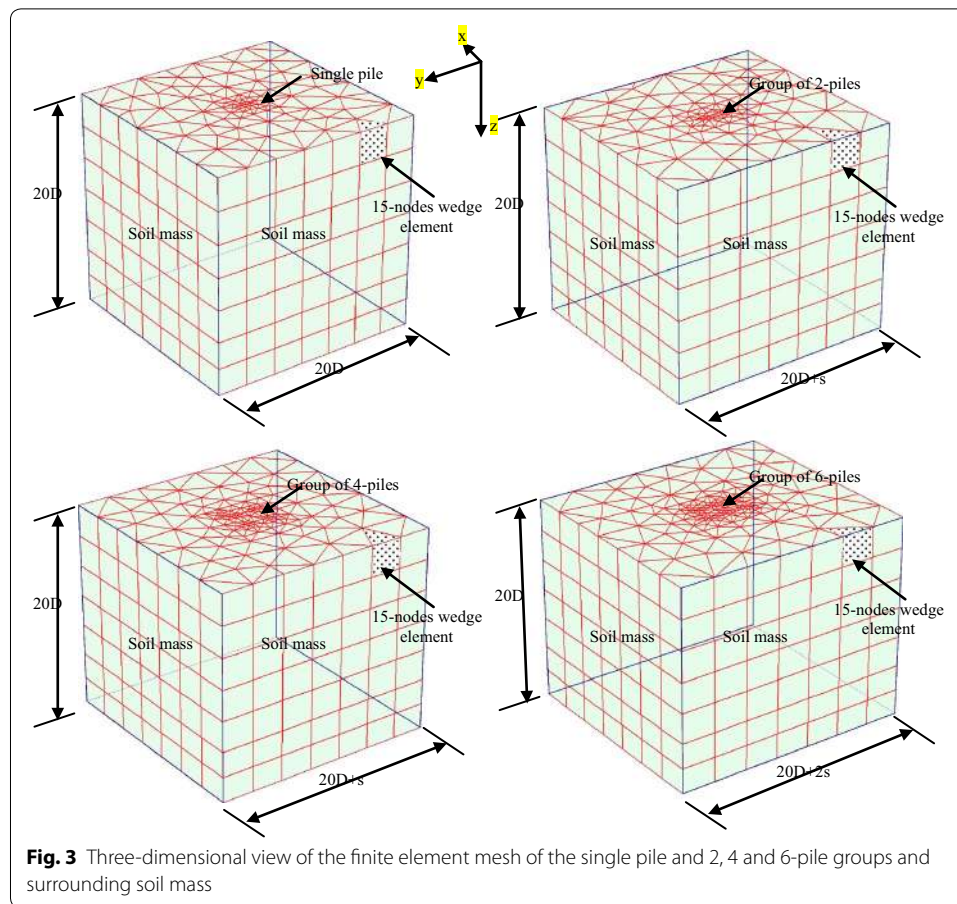 x
y
z
Single pile
20D
15-nodes wedge
element
Soil mass
Soil mass
20D
Group of 2-piles
20D
15-nodes wedge
element
Soil mass
Soil mass
20D+s
Group of 4-piles
20D
15-nodes wedge
element
Soil mass
Soil mass
20D+s
Group of 6-piles
20D
15-nodes wedge
element
Soil mass
Soil mass
20D+2s
Fig. 3 Three-dimensional view of the finite element mesh of the single pile and 2, 4 and 6-pile groups and
surrounding soil mass